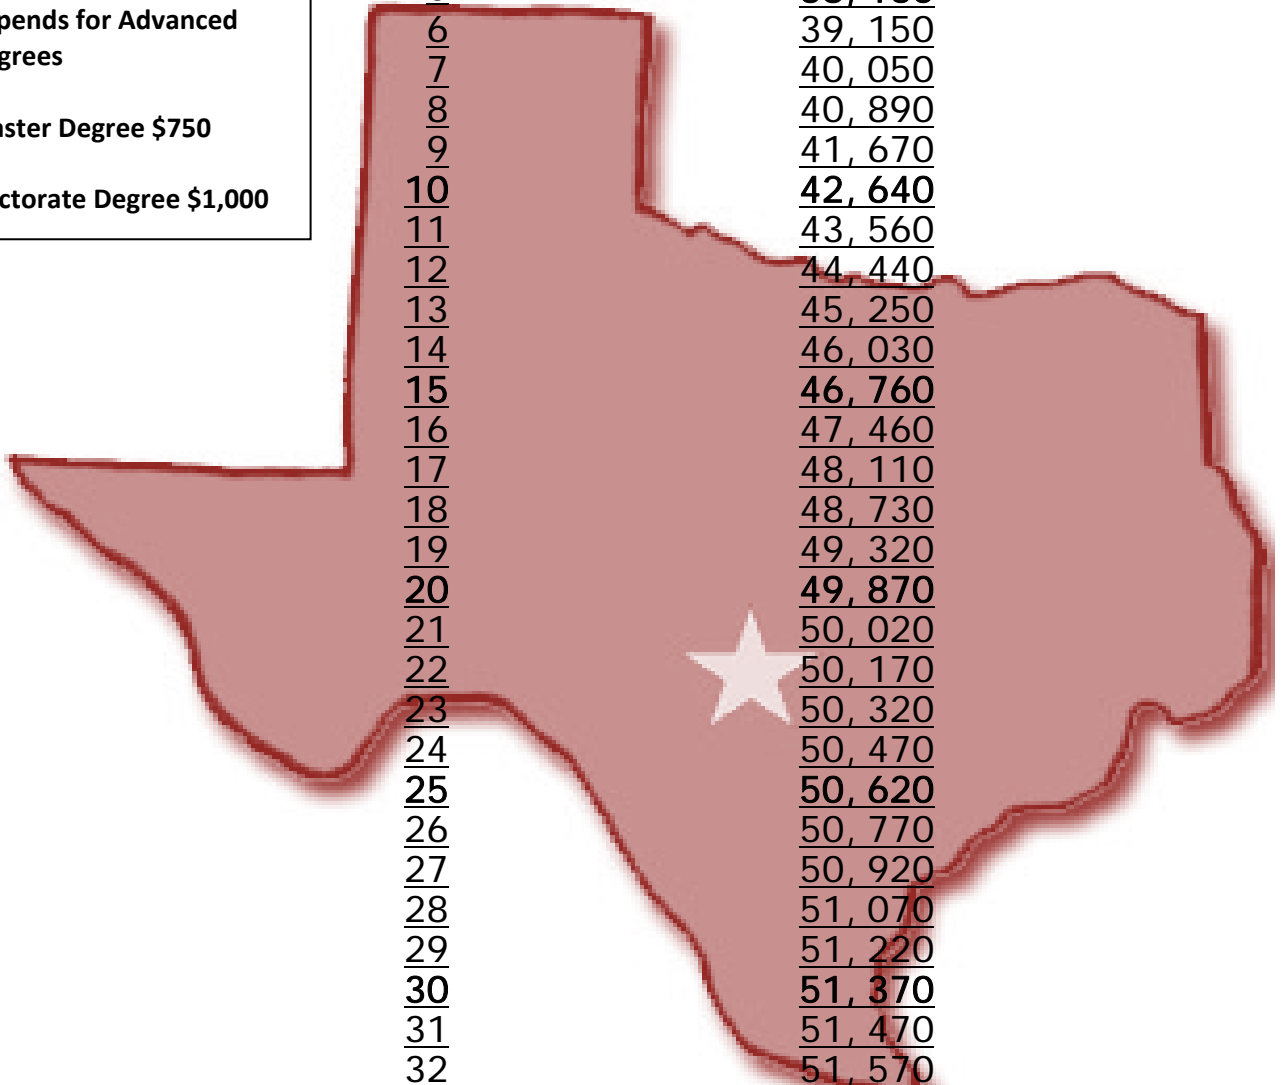 pends for Advanced
grees
aster Degree $750
ctorate Degree $1,000
6 39, 150
7 40, 050
8 40, 890
9 41, 670
10 42, 640
11 43, 560
12 44, 440
13 45, 250
14 46, 030
15 46, 760
16 47, 460
17 48, 110
18 48, 730
19 49, 320
20 49, 870
21 50, 020
22 50, 170
23 50, 320
24 50, 470
25 50, 620
26 50, 770
27 50, 920
28 51, 070
29 51, 220
30 51, 370
31 51, 470
32 51, 570